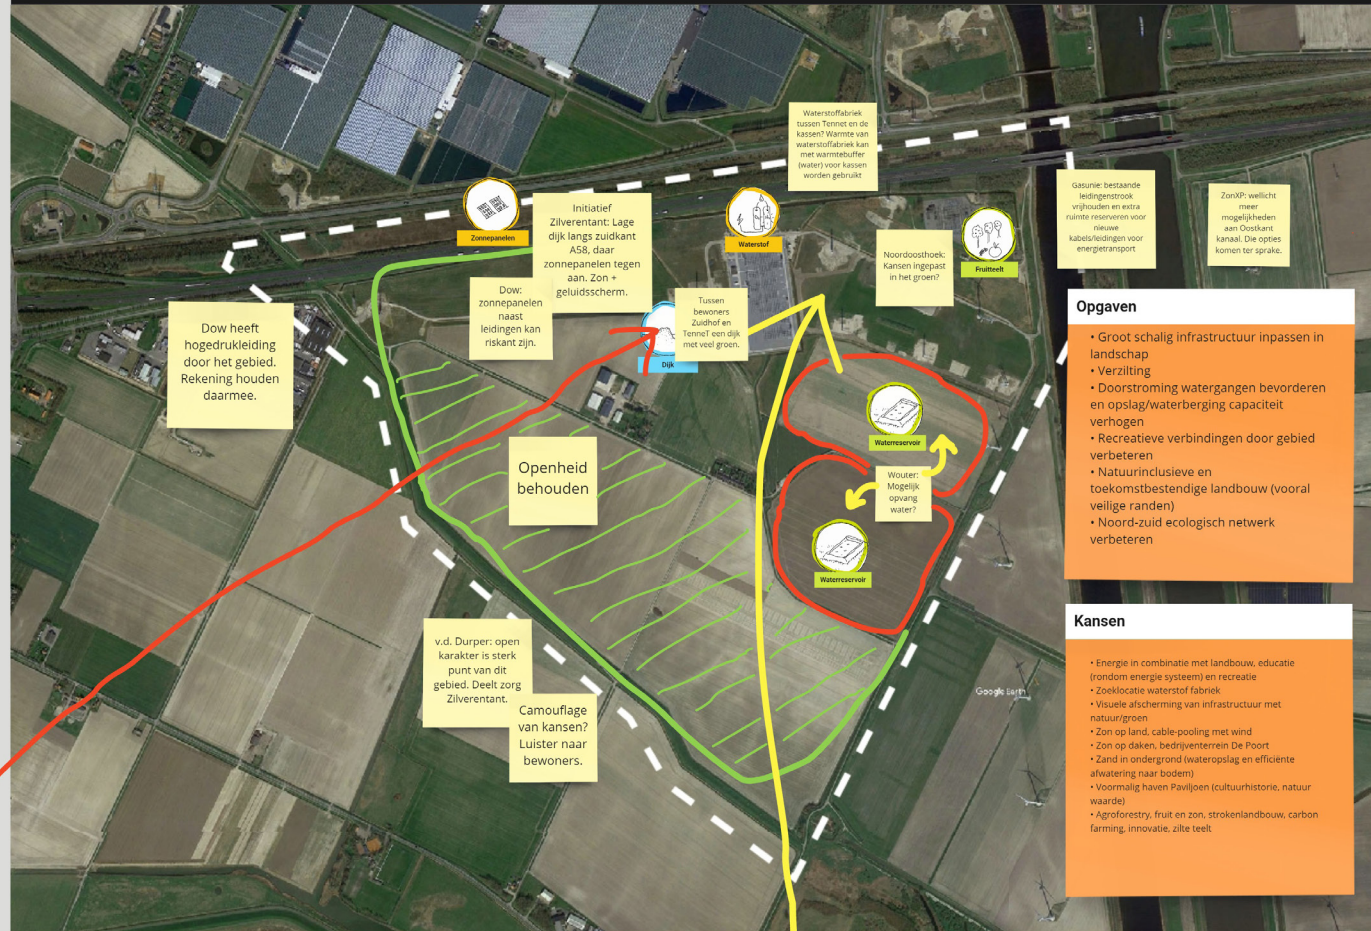 Waterstoffabriek
tussen Tennet en de
kassen? Warmte van
waterstoffabriek kan
met warmtebuffer
(water) voor kassen
worden gebruikt
Gasunie: bestaande
leidingenstrook
vrijhouden en extra
ruimte reserveren voor
nieuwe
kabels/leidingen voor
energietransport
ZonXP: wellicht
meer
mogelijkheden
aan Oostkant
kanaal. Die opties
komen ter sprake.
Zonnepanelen
Initiatief
Zilverentant: Lage
dijk langs zuidkant
A58, daar
zonnepanelen tegen
aan. Zon +
geluidsscherm.
Waterstof
Noordoosthoek:
Kansen ingepast
in het groen?
Fruitteelt
Dow:
zonnepanelen
naast
leidingen kan
riskant zijn.
Tussen
bewoners
Zuidhof en
TenneT een dijk
met veel groen.
Dijk
Dow heeft
hogedrukleiding
door het gebied.
Rekening houden
daarmee.
Opgaven
• Groot schalig infrastructuur inpassen in
landschap
• Verzilting
• Doorstroming watergangen bevorderen
en opslag/waterberging capaciteit
verhogen
• Recreatieve verbindingen door gebied
verbeteren
• Natuurinclusieve en
toekomstbestendige landbouw (vooral
veilige randen)
• Noord-zuid ecologisch netwerk
verbeteren
Openheid
behouden
Waterreservoir
Wouter:
Mogelijk
opvang
water?
Waterreservoir
v.d. Durper: open
karakter is sterk
punt van dit
gebied. Deelt zorg
Zilverentant.
Camouflage
van kansen?
Luister naar
bewoners.
Google Earth
Kansen
• Energie in combinatie met landbouw, educatie
(rondom energie systeem) en recreatie
• Zoeklocatie waterstof fabriek
• Visuele afscherming van infrastructuur met
natuur/groen
• Zon op land, cable-pooling met wind
• Zon op daken, bedrijventerrein De Poort
• Zand in ondergrond (wateropslag en efficiënte
afwatering naar bodem)
• Voormalig haven Paviljoen (cultuurhistorie, natuur
waarde)
• Agroforestry, fruit en zon, strokenlandbouw, carbon
farming, innovatie, zilte teelt